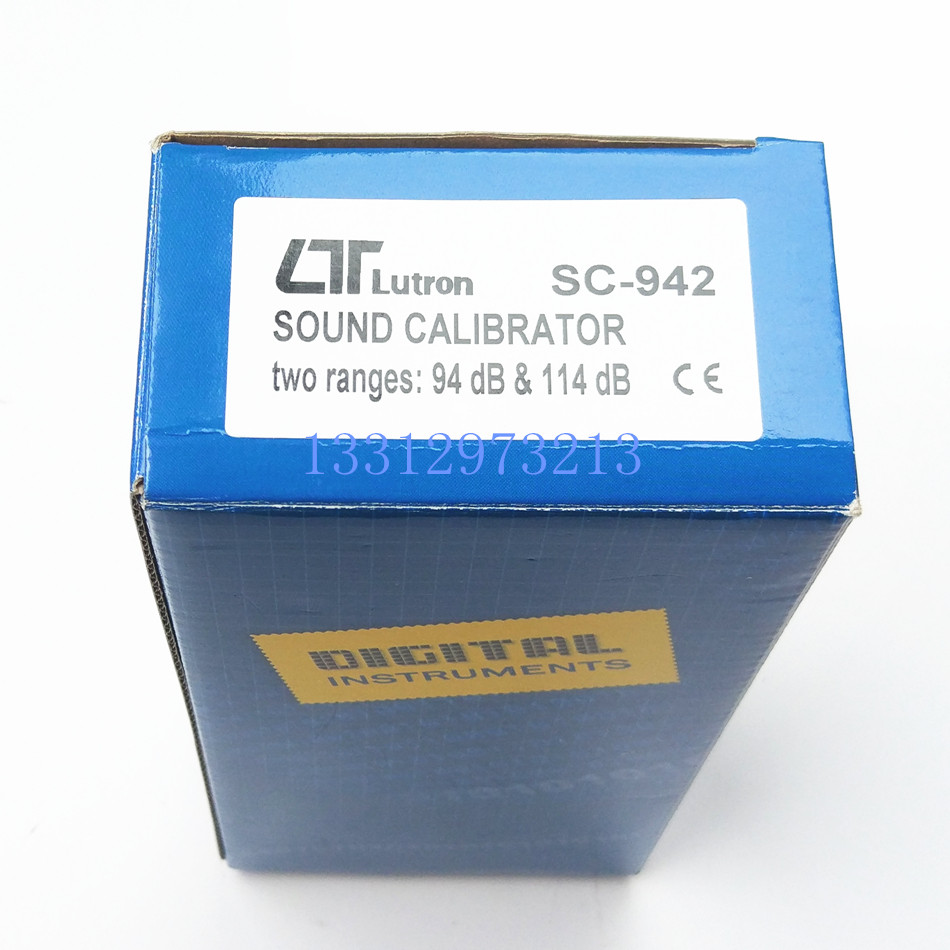 LT Lutron SC-942
SOUND CALIBRATOR
two ranges: 94 dB & 114 dB CE
13312973213
DIGITAL
INSTRUMENTS